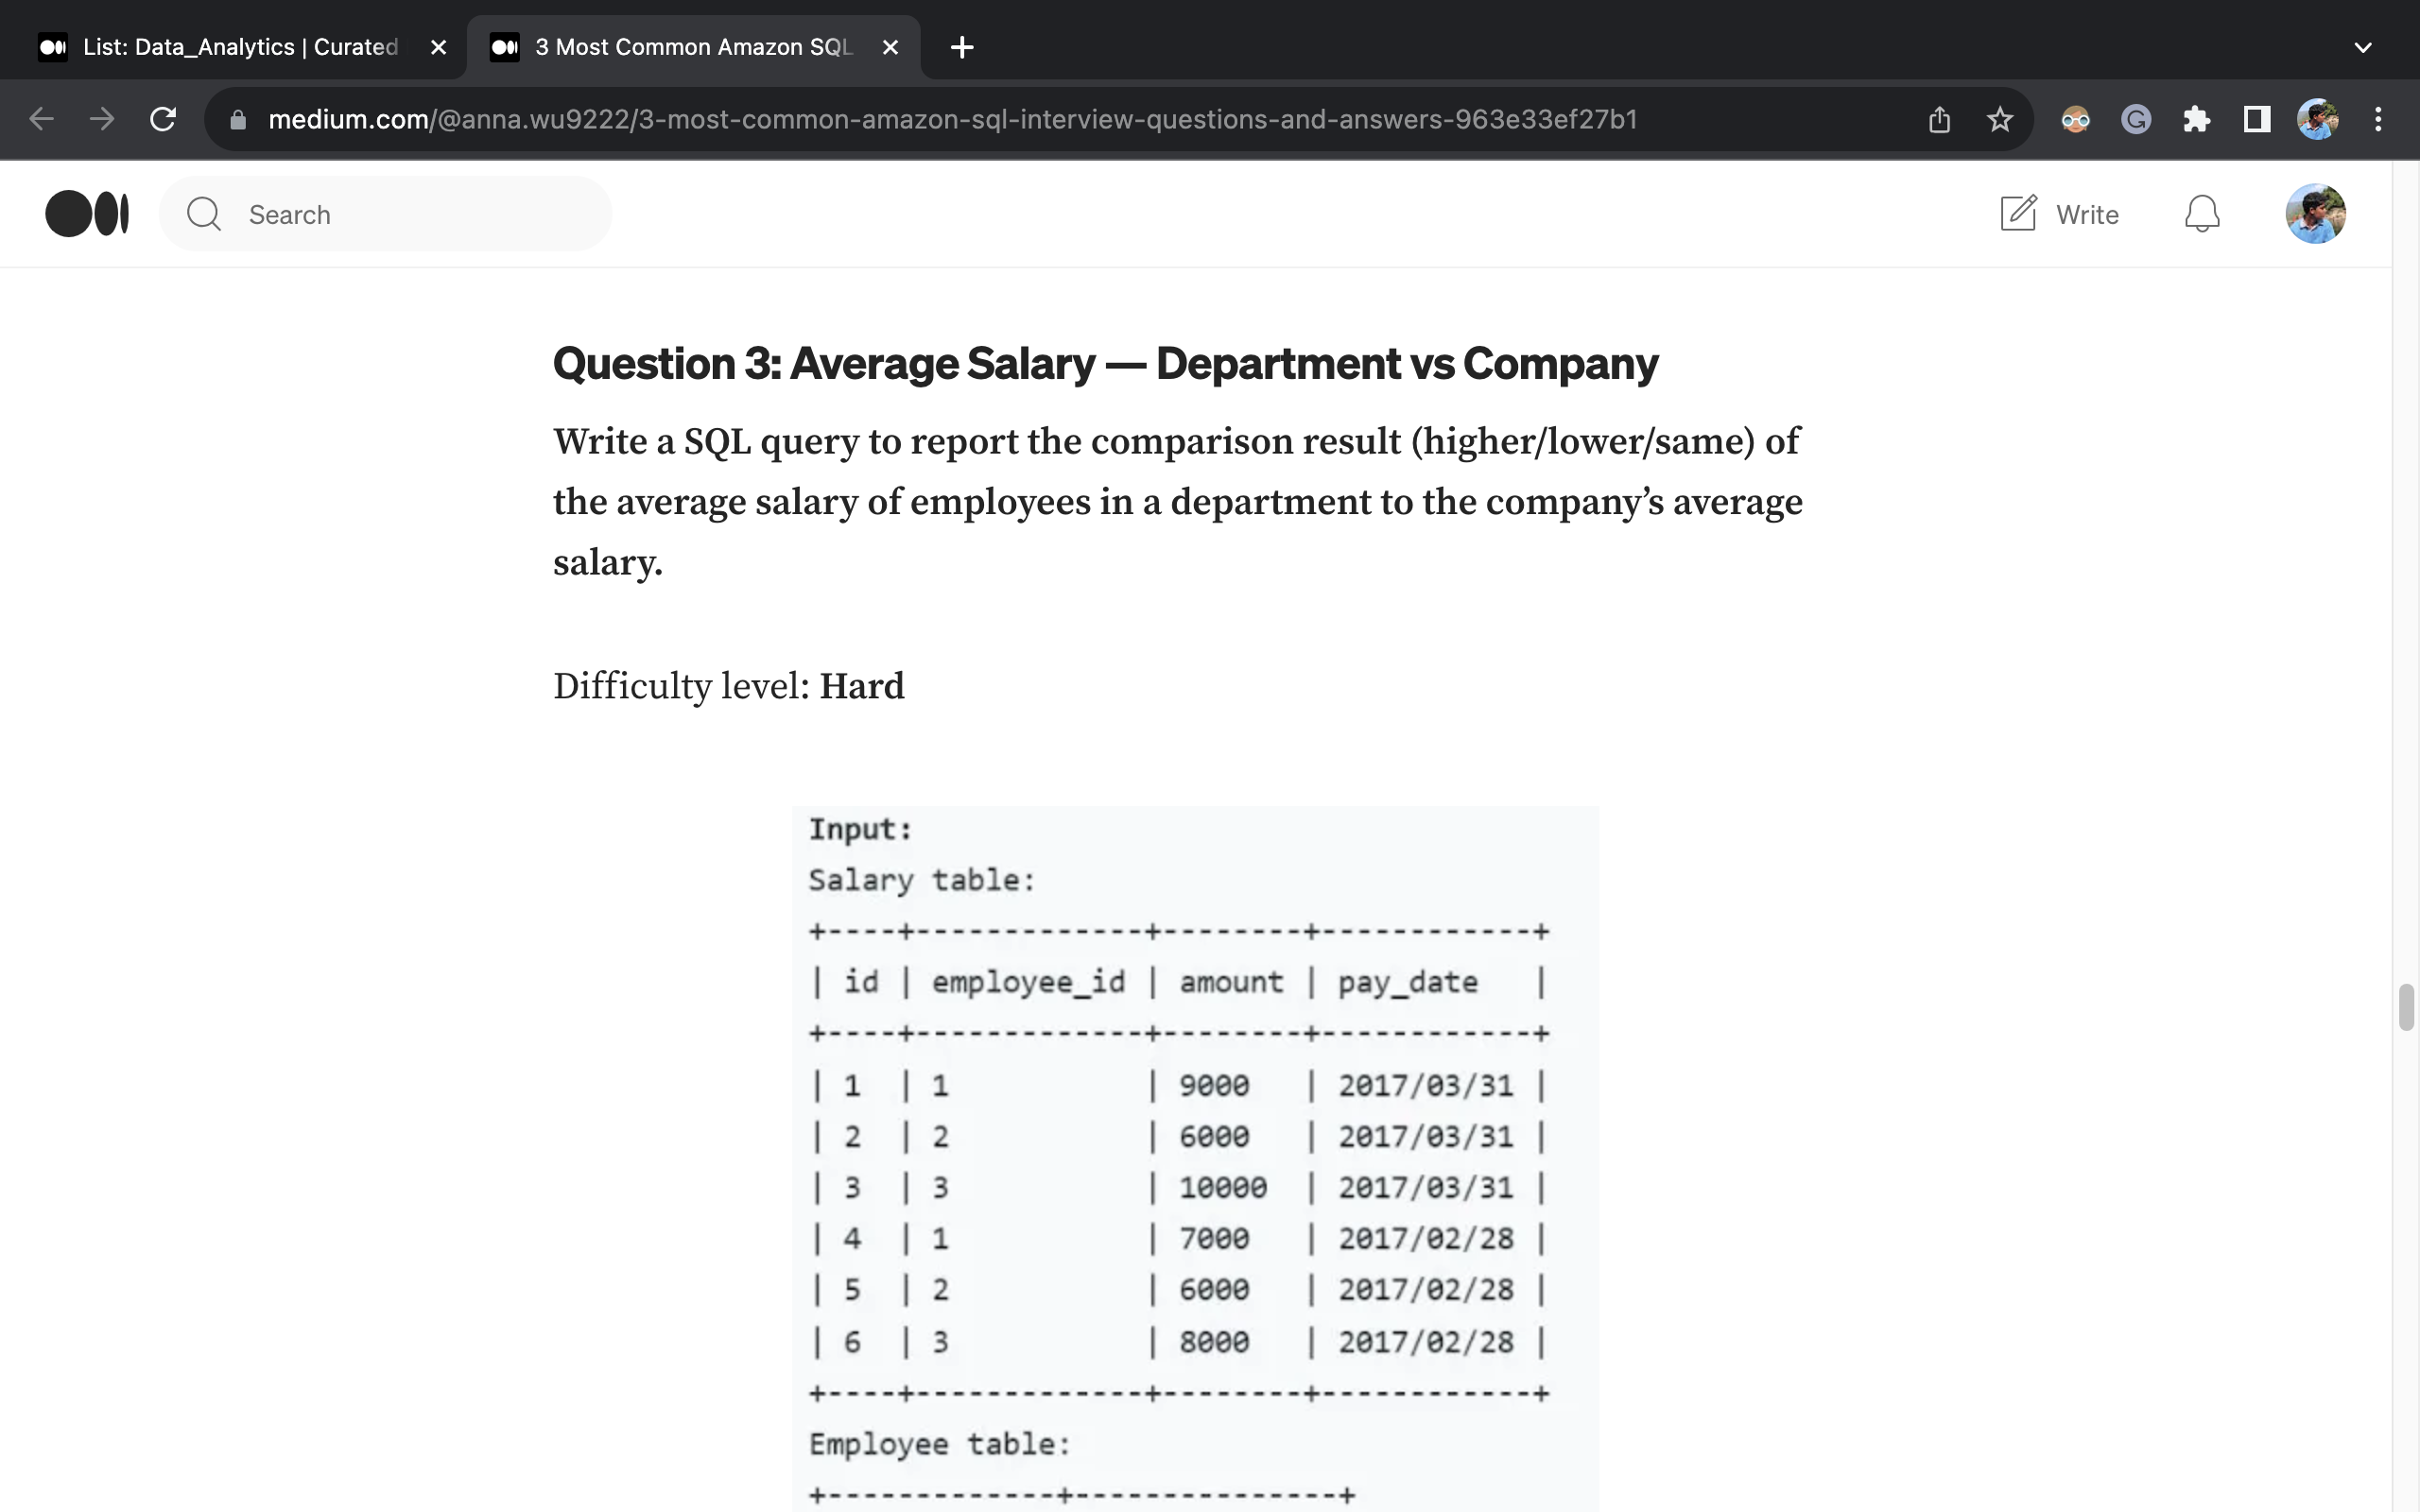 List: Data_Analytics | Curated
3 Most Common Amazon SQL
medium.com/@anna.wu9222/3-most-common-amazon-sql-interview-questions-and-answers-963e33ef27b1
Search
Write
Question 3: Average Salary — Department vs Company
Write a SQL query to report the comparison result (higher/lower/same) of
the average salary of employees in a department to the company’s average
salary.
Difficulty level: Hard
Input:
Salary table:
+----+-------------+--------+------------+
| id | employee_id | amount | pay_date   |
+----+-------------+--------+------------+
| 1  | 1           | 9000   | 2017/03/31 |
| 2  | 2           | 6000   | 2017/03/31 |
| 3  | 3           | 10000  | 2017/03/31 |
| 4  | 1           | 7000   | 2017/02/28 |
| 5  | 2           | 6000   | 2017/02/28 |
| 6  | 3           | 8000   | 2017/02/28 |
+----+-------------+--------+------------+
Employee table:
+-------------+---------------+